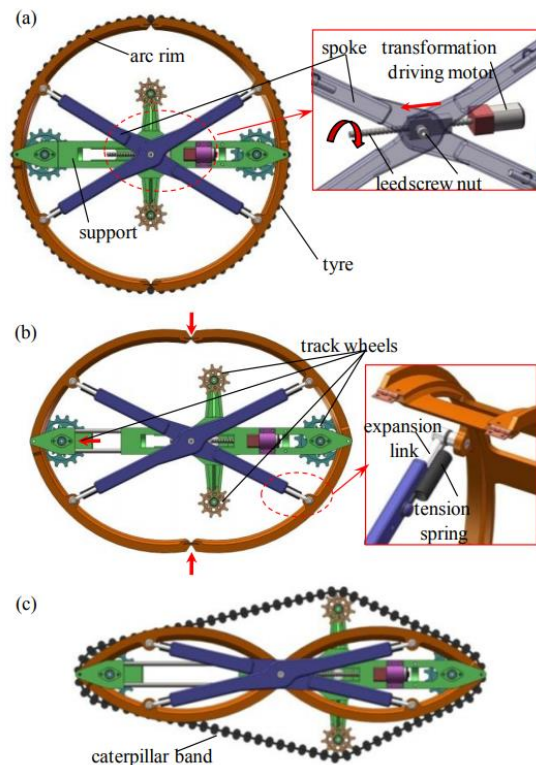 (a)
arc rim
spoke
transformation
driving motor
leedscrew nut
support
tyre
(b)
track wheels
expansion
link
tension
spring
(c)
caterpillar band